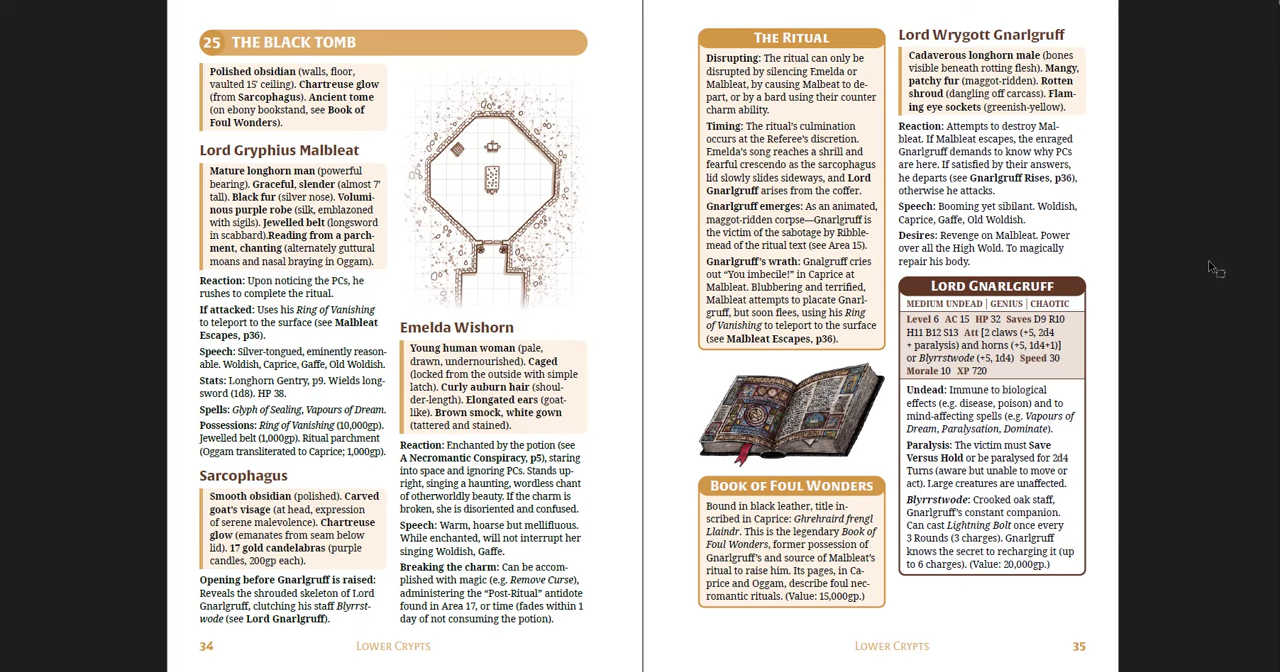 25 THE BLACK TOMB
Polished obsidian (walls, floor,
vaulted 15′ ceiling). Chartreuse glow
(from Sarcophagus). Ancient tome
(on ebony bookstand, see Book of
Foul Wonders).
Lord Gryphius Malbleat
Mature longhorn man (powerful
bearing). Graceful, slender (almost 7'
tall). Black fur (silver nose). Volumi-
nous purple robe (silk, emblazoned
with sigils). Jewelled belt (longsword
in scabbard).Reading from a parch-
ment, chanting (alternately guttural
moans and nasal braying in Oggam).
Reaction: Upon noticing the PCs, he
rushes to complete the ritual.
If attacked: Uses his Ring of Vanishing
to teleport to the surface (see Malbleat
Escapes, p36).
Speech: Silver-tongued, eminently reason-
able. Woldish, Caprice, Gaffe, Old Woldish.
Stats: Longhorn Gentry, p9. Wields long-
sword (1d8). HP 38.
Spells: Glyph of Sealing, Vapours of Dream.
Possessions: Ring of Vanishing (10,000gp).
Jewelled belt (1,000gp). Ritual parchment
(Oggam transliterated to Caprice; 1,000gp).
Sarcophagus
Smooth obsidian (polished). Carved
goat's visage (at head, expression
of serene malevolence). Chartreuse
glow (emanates from seam below
lid). 17 gold candelabras (purple
candles, 200gp each).
Opening before Gnarlgruff is raised:
Reveals the shrouded skeleton of Lord
Gnarlgruff, clutching his staff Blyrrst-
wode (see Lord Gnarlgruff).
Emelda Wishorn
Young human woman (pale,
drawn, undernourished). Caged
(locked from the outside with simple
latch). Curly auburn hair (shoul-
der-length). Elongated ears (goat-
like). Brown smock, white gown
(tattered and stained).
Reaction: Enchanted by the potion (see
A Necromantic Conspiracy, p5), staring
into space and ignoring PCs. Stands up-
right, singing a haunting, wordless chant
of otherworldly beauty. If the charm is
broken, she is disoriented and confused.
Speech: Warm, hoarse but mellifluous.
While enchanted, will not interrupt her
singing Woldish, Gaffe.
Breaking the charm: Can be accom-
plished with magic (e.g. Remove Curse),
administering the “Post-Ritual” antidote
found in Area 17, or time (fades within 1
day of not consuming the potion).
34
LOWER CRYPTS
THE RITUAL
Disrupting: The ritual can only be
disrupted by silencing Emelda or
Malbleat, by causing Malbeat to de-
part, or by a bard using their counter
charm ability.
Timing: The ritual's culmination
occurs at the Referee's discretion.
Emelda's song reaches a shrill and
fearful crescendo as the sarcophagus
lid slowly slides sideways, and Lord
Gnarlgruff arises from the coffer.
Gnarlgruff emerges: As an animated,
maggot-ridden corpse—Gnarlgruff is
the victim of the sabotage by Ribble-
mead of the ritual text (see Area 15).
Gnarlgruff's wrath: Gnalgruff cries
out “You imbecile!” in Caprice at
Malbleat. Blubbering and terrified,
Malbleat attempts to placate Gnarl-
gruff, but soon flees, using his Ring
of Vanishing to teleport to the surface
(see Malbleat Escapes, p36).
BOOK OF FOUL WONDERS
Bound in black leather, title in-
scribed in Caprice: Ghrehraird frengl
Llaindr. This is the legendary Book of
Foul Wonders, former possession of
Gnarlgruff's and source of Malbleat's
ritual to raise him. Its pages, in Ca-
price and Oggam, describe foul nec-
romantic rituals. (Value: 15,000gp.)
Lord Wrygott Gnarlgruff
Cadaverous longhorn male (bones
visible beneath rotting flesh). Mangy,
patchy fur (maggot-ridden). Rotten
shroud (dangling off carcass). Flam-
ing eye sockets (greenish-yellow).
Reaction: Attempts to destroy Mal-
bleat. If Malbleat escapes, the enraged
Gnarlgruff demands to know why PCs
are here. If satisfied by their answers,
he departs (see Gnarlgruff Rises, p36),
otherwise he attacks.
Speech: Booming yet sibilant. Woldish,
Caprice, Gaffe, Old Woldish.
Desires: Revenge on Malbleat. Power
over all the High Wold. To magically
repair his body.
LORD GNARLGRUFF
MEDIUM UNDEAD | GENIUS | CHAOTIC
Level 6 AC 15 HP 32 Saves D9 R10
H11 B12 S13 Att [2 claws (+5, 2d4
+ paralysis) and horns (+5, 1d4+1)]
or Blyrrstwode (+5, 1d4) Speed 30
Morale 10 XP 720
Undead: Immune to biological
effects (e.g. disease, poison) and to
mind-affecting spells (e.g. Vapours of
Dream, Paralysation, Dominate).
Paralysis: The victim must Save
Versus Hold or be paralysed for 2d4
Turns (aware but unable to move or
act). Large creatures are unaffected.
Blyrrstwode: Crooked oak staff,
Gnarlgruff's constant companion.
Can cast Lightning Bolt once every
3 Rounds (3 charges). Gnarlgruff
knows the secret to recharging it (up
to 6 charges). (Value: 20,000gp.)
LOWER CRYPTS
35